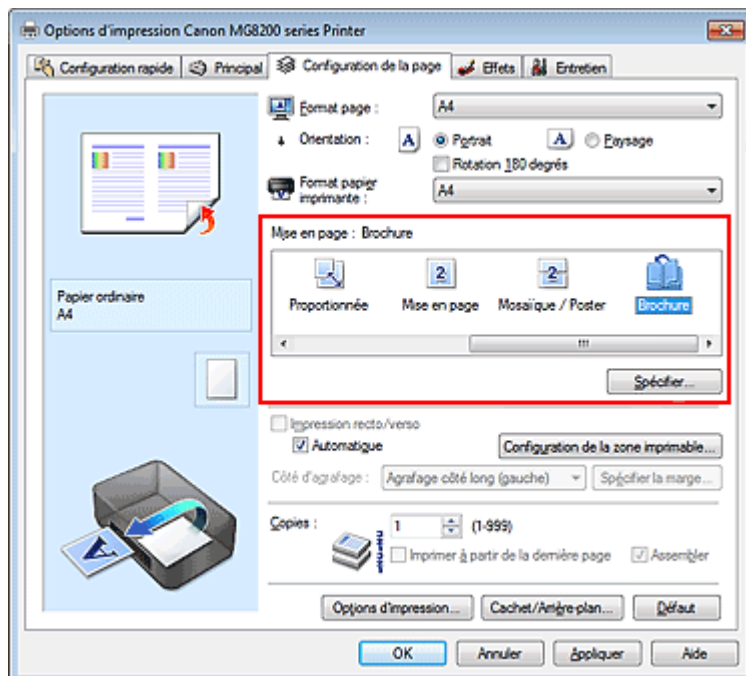 Options d'impression Canon MG8200 series Printer
Configuration rapide Principal Configuration de la page Effets Entretien
Format page : A4
Orientation : A Portrait A Paysage
Rotation 180 degrés
Format papier imprimante : A4
Mise en page : Brochure
2 2
Proportionnée Mise en page Mosaïque / Poster Brochure
Papier ordinaire
A4
Spécifier...
Impression recto/verso
Automatique Configuration de la zone imprimable...
Côté d'agrafage : Agrafage côté long (gauche) Spécifier la marge...
Copies : 1 (1-999)
Imprimer à partir de la dernière page Assembler
A
Options d'impression... Cachet/Arrière-plan... Défaut
OK Annuler Appliquer Aide